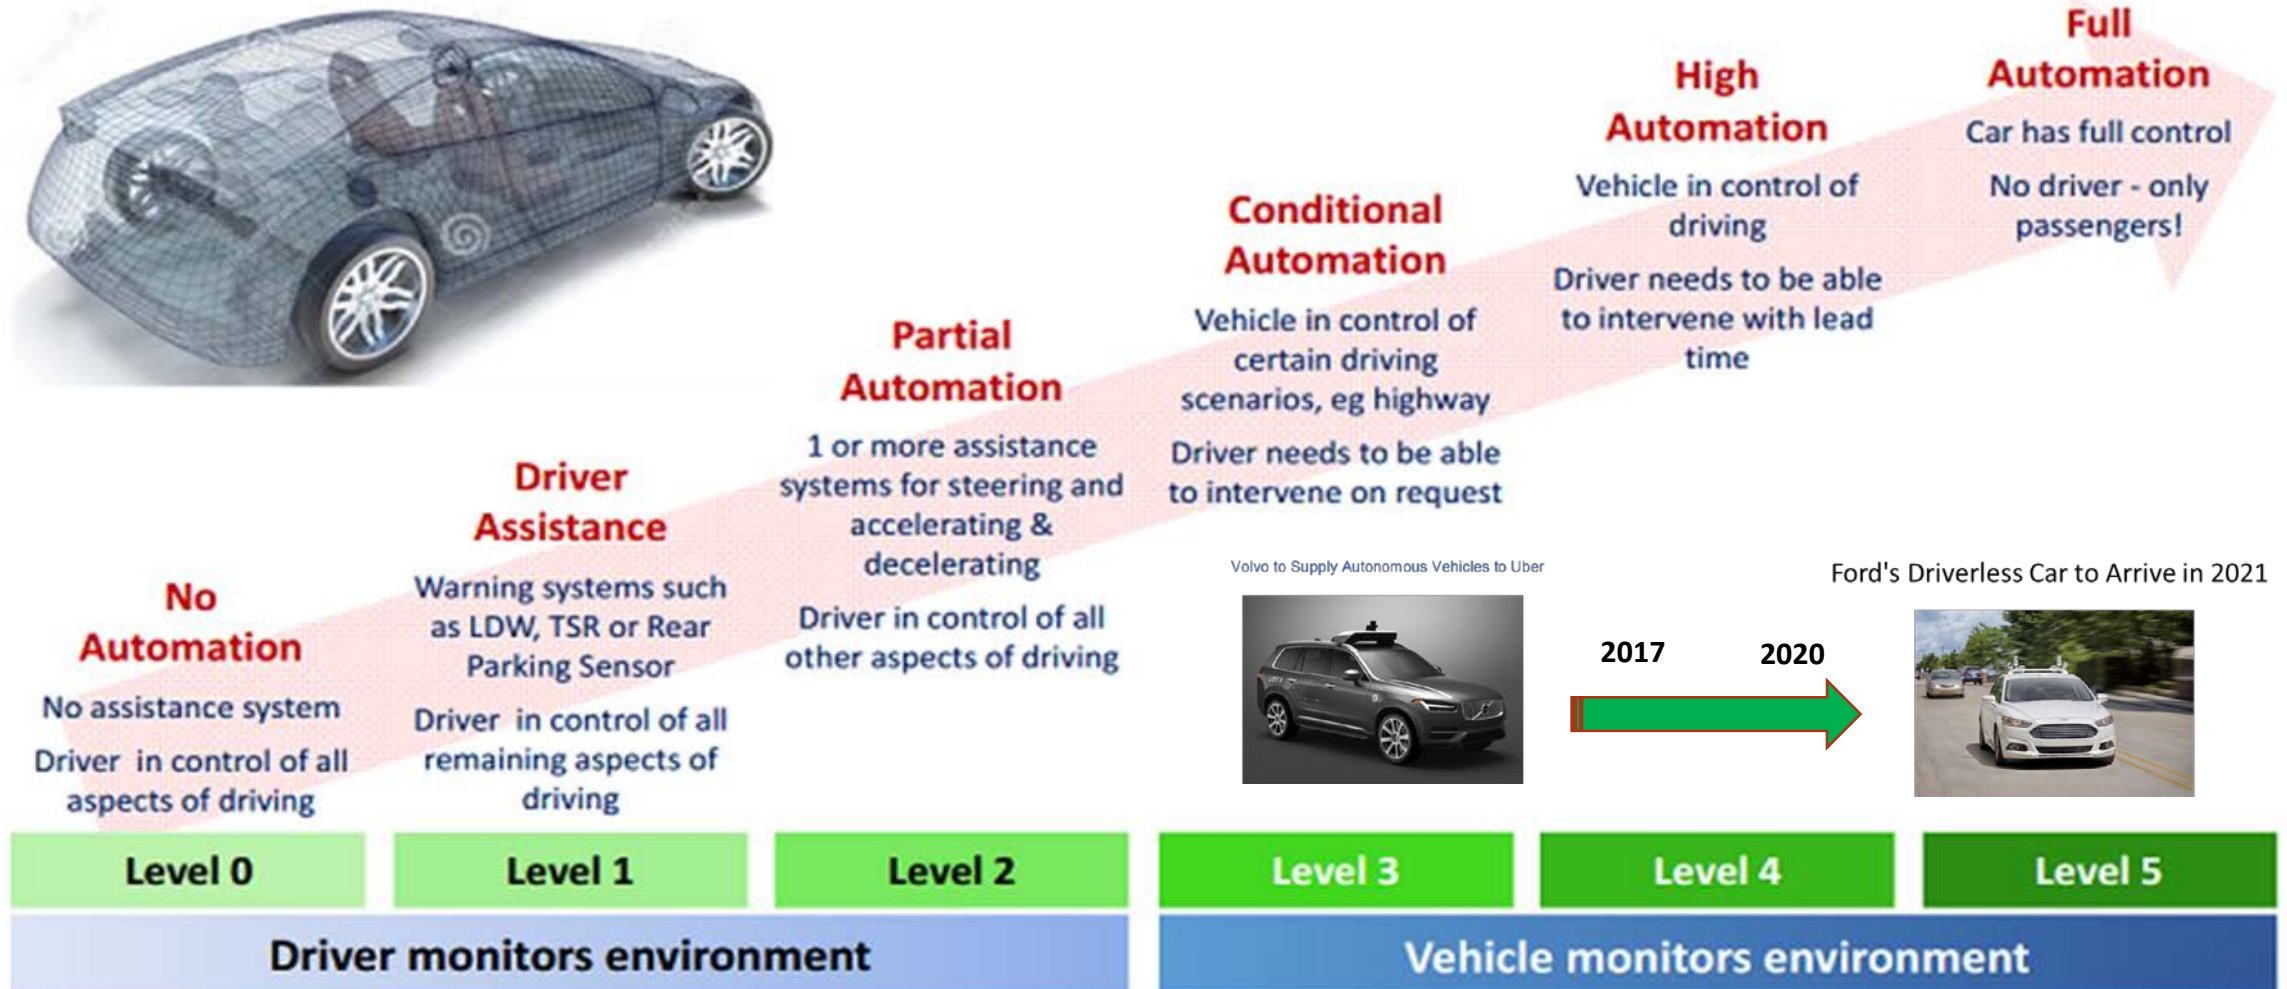 No
Automation
No assistance system
Driver in control of all
aspects of driving
Driver
Assistance
Warning systems such
as LDW, TSR or Rear
Parking Sensor
Driver in control of all
remaining aspects of
driving
Partial
Automation
1 or more assistance
systems for steering and
accelerating &
decelerating
Driver in control of all
other aspects of driving
Conditional
Automation
Vehicle in control of
certain driving
scenarios, eg highway
Driver needs to be able
to intervene on request
High
Automation
Vehicle in control of
driving
Driver needs to be able
to intervene with lead
time
Full
Automation
Car has full control
No driver - only
passengers!
Volvo to Supply Autonomous Vehicles to Uber
2017
2020
Ford's Driverless Car to Arrive in 2021
Level 0
Level 1
Level 2
Level 3
Level 4
Level 5
Driver monitors environment
Vehicle monitors environment